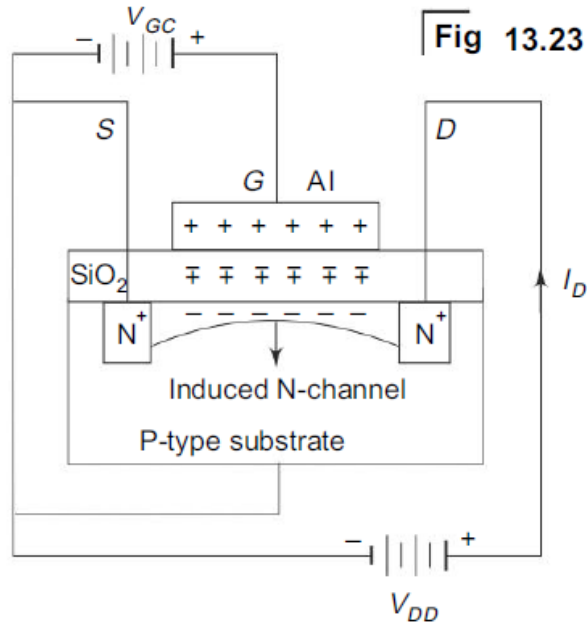 V_GC
Fig 13.23
− +
S
D
G Al
+ + + + + +
SiO₂
∓ ∓ ∓ ∓ ∓ ∓
I_D
− − − − − −
N⁺ N⁺
Induced N-channel
P-type substrate
− +
V_DD